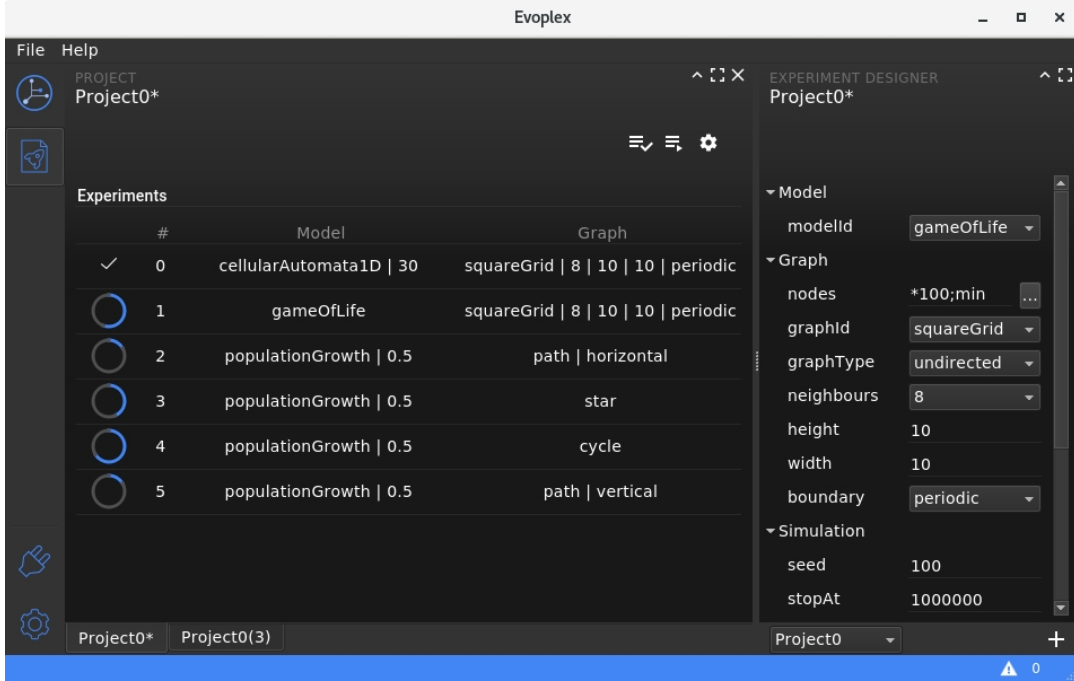 Evoplex
File Help
PROJECT
Project0*
Experiments
# Model Graph
0 cellularAutomata1D | 30 squareGrid | 8 | 10 | 10 | periodic
1 gameOfLife squareGrid | 8 | 10 | 10 | periodic
2 populationGrowth | 0.5 path | horizontal
3 populationGrowth | 0.5 star
4 populationGrowth | 0.5 cycle
5 populationGrowth | 0.5 path | vertical
Project0* Project0(3)
EXPERIMENT DESIGNER
Project0*
Model
modelId gameOfLife
Graph
nodes *100;min ...
graphId squareGrid
graphType undirected
neighbours 8
height 10
width 10
boundary periodic
Simulation
seed 100
stopAt 1000000
Project0
0